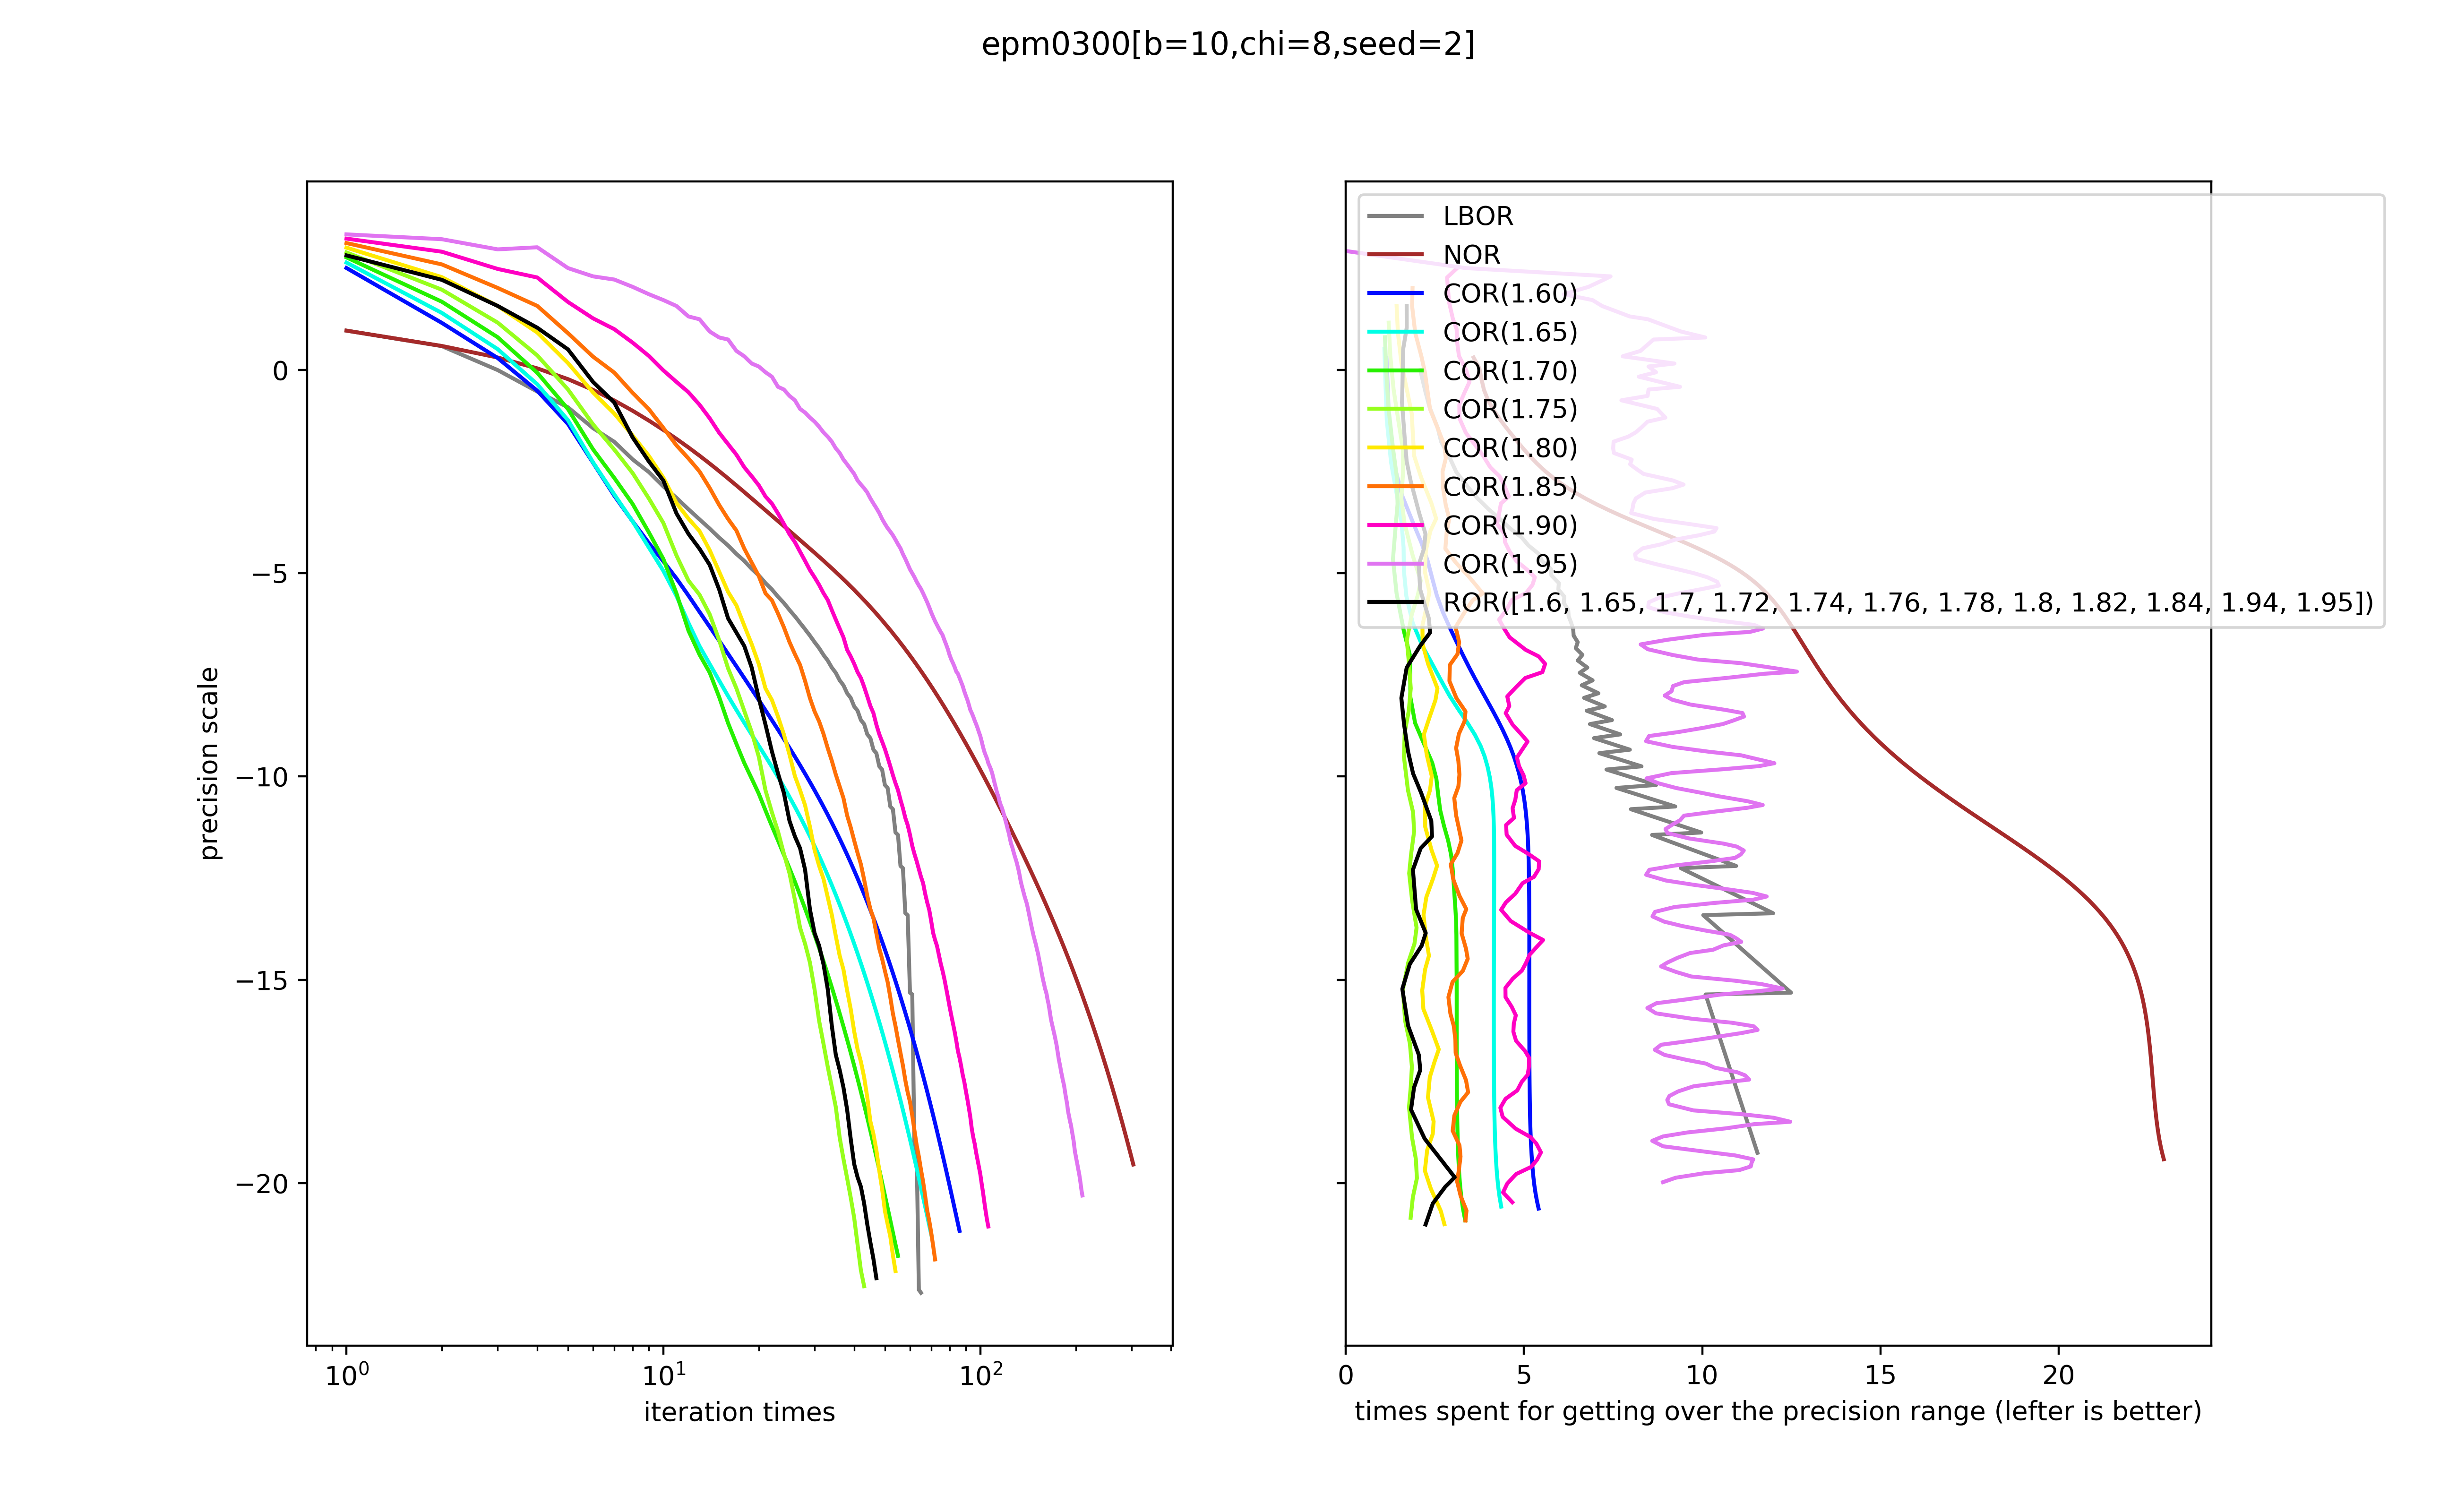 epm0300[b=10,chi=8,seed=2]
precision scale
0
−5
−10
−15
−20
10⁰
10¹
10²
iteration times
LBOR
NOR
COR(1.60)
COR(1.65)
COR(1.70)
COR(1.75)
COR(1.80)
COR(1.85)
COR(1.90)
COR(1.95)
ROR([1.6, 1.65, 1.7, 1.72, 1.74, 1.76, 1.78, 1.8, 1.82, 1.84, 1.94, 1.95])
0
5
10
15
20
times spent for getting over the precision range (lefter is better)